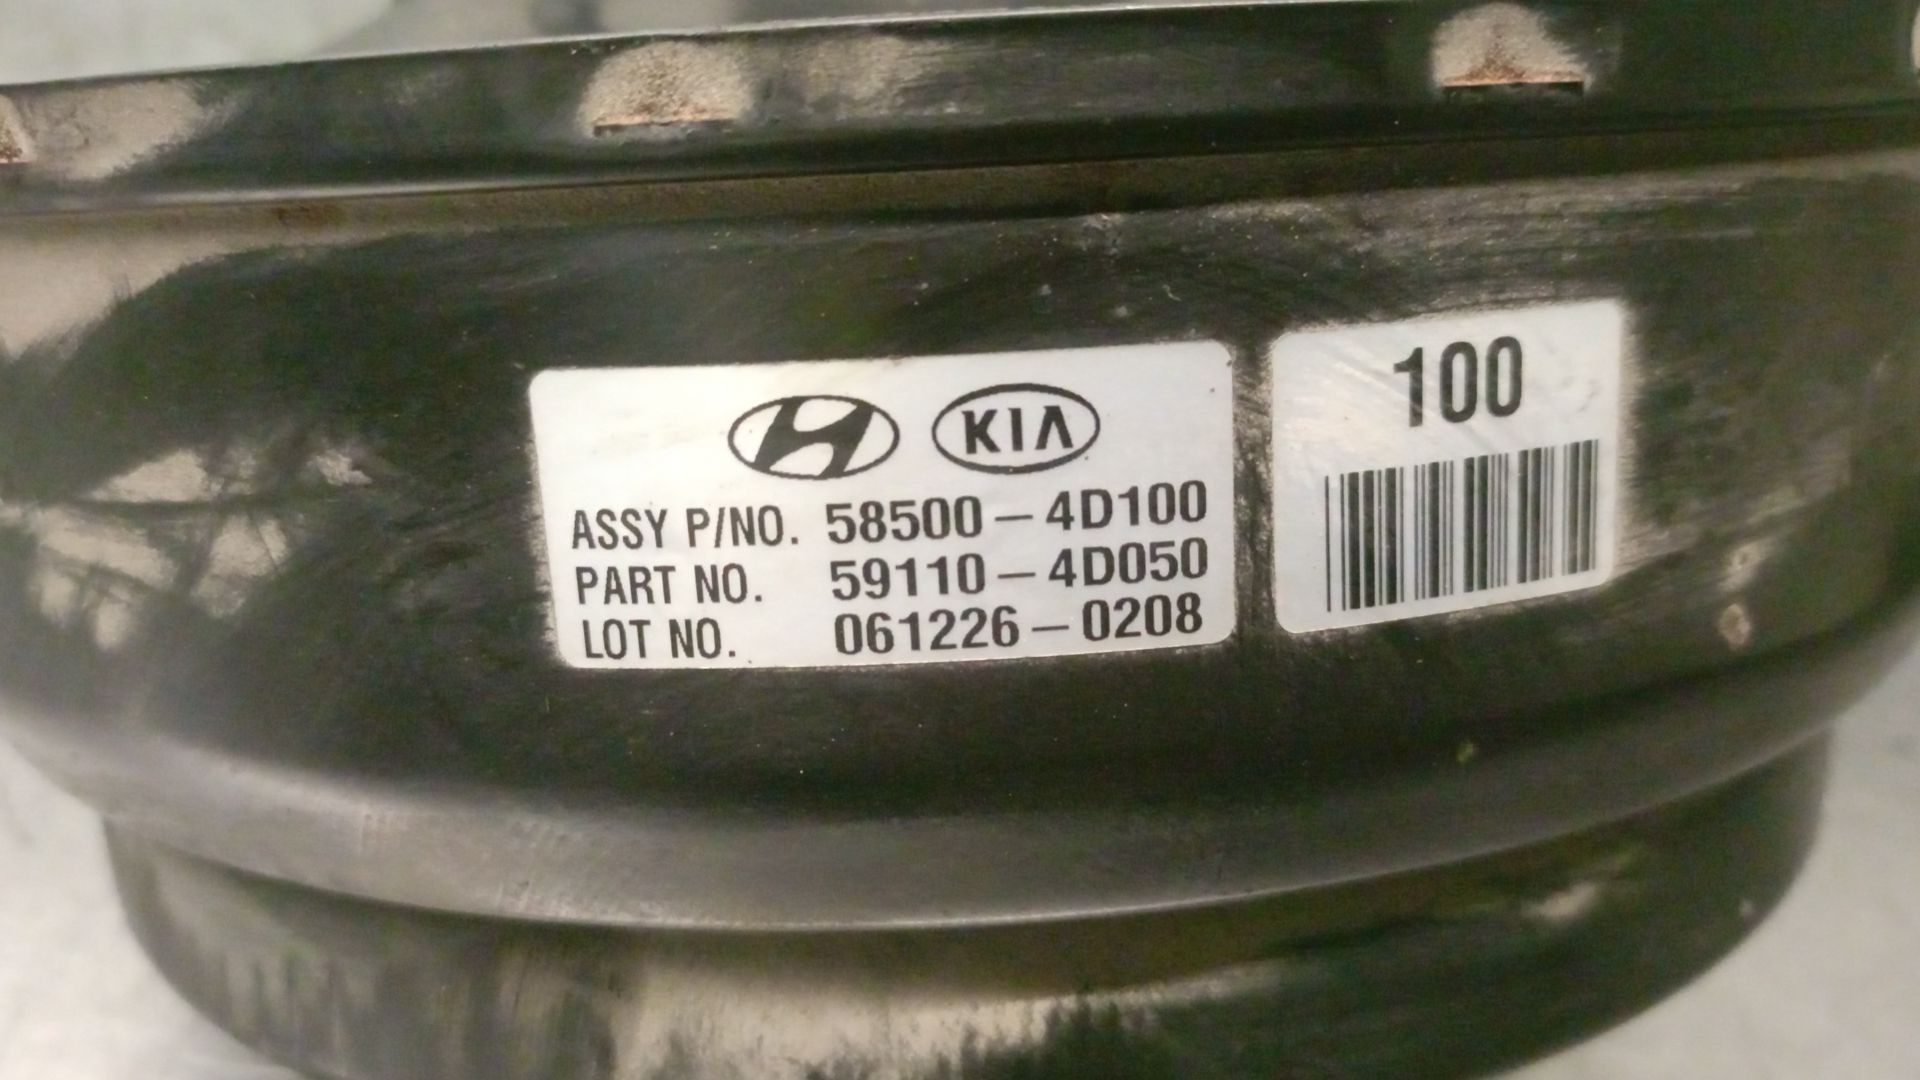 KIA
ASSY P/NO. 58500 – 4D100
PART NO. 59110 – 4D050
LOT NO. 061226 – 0208
100